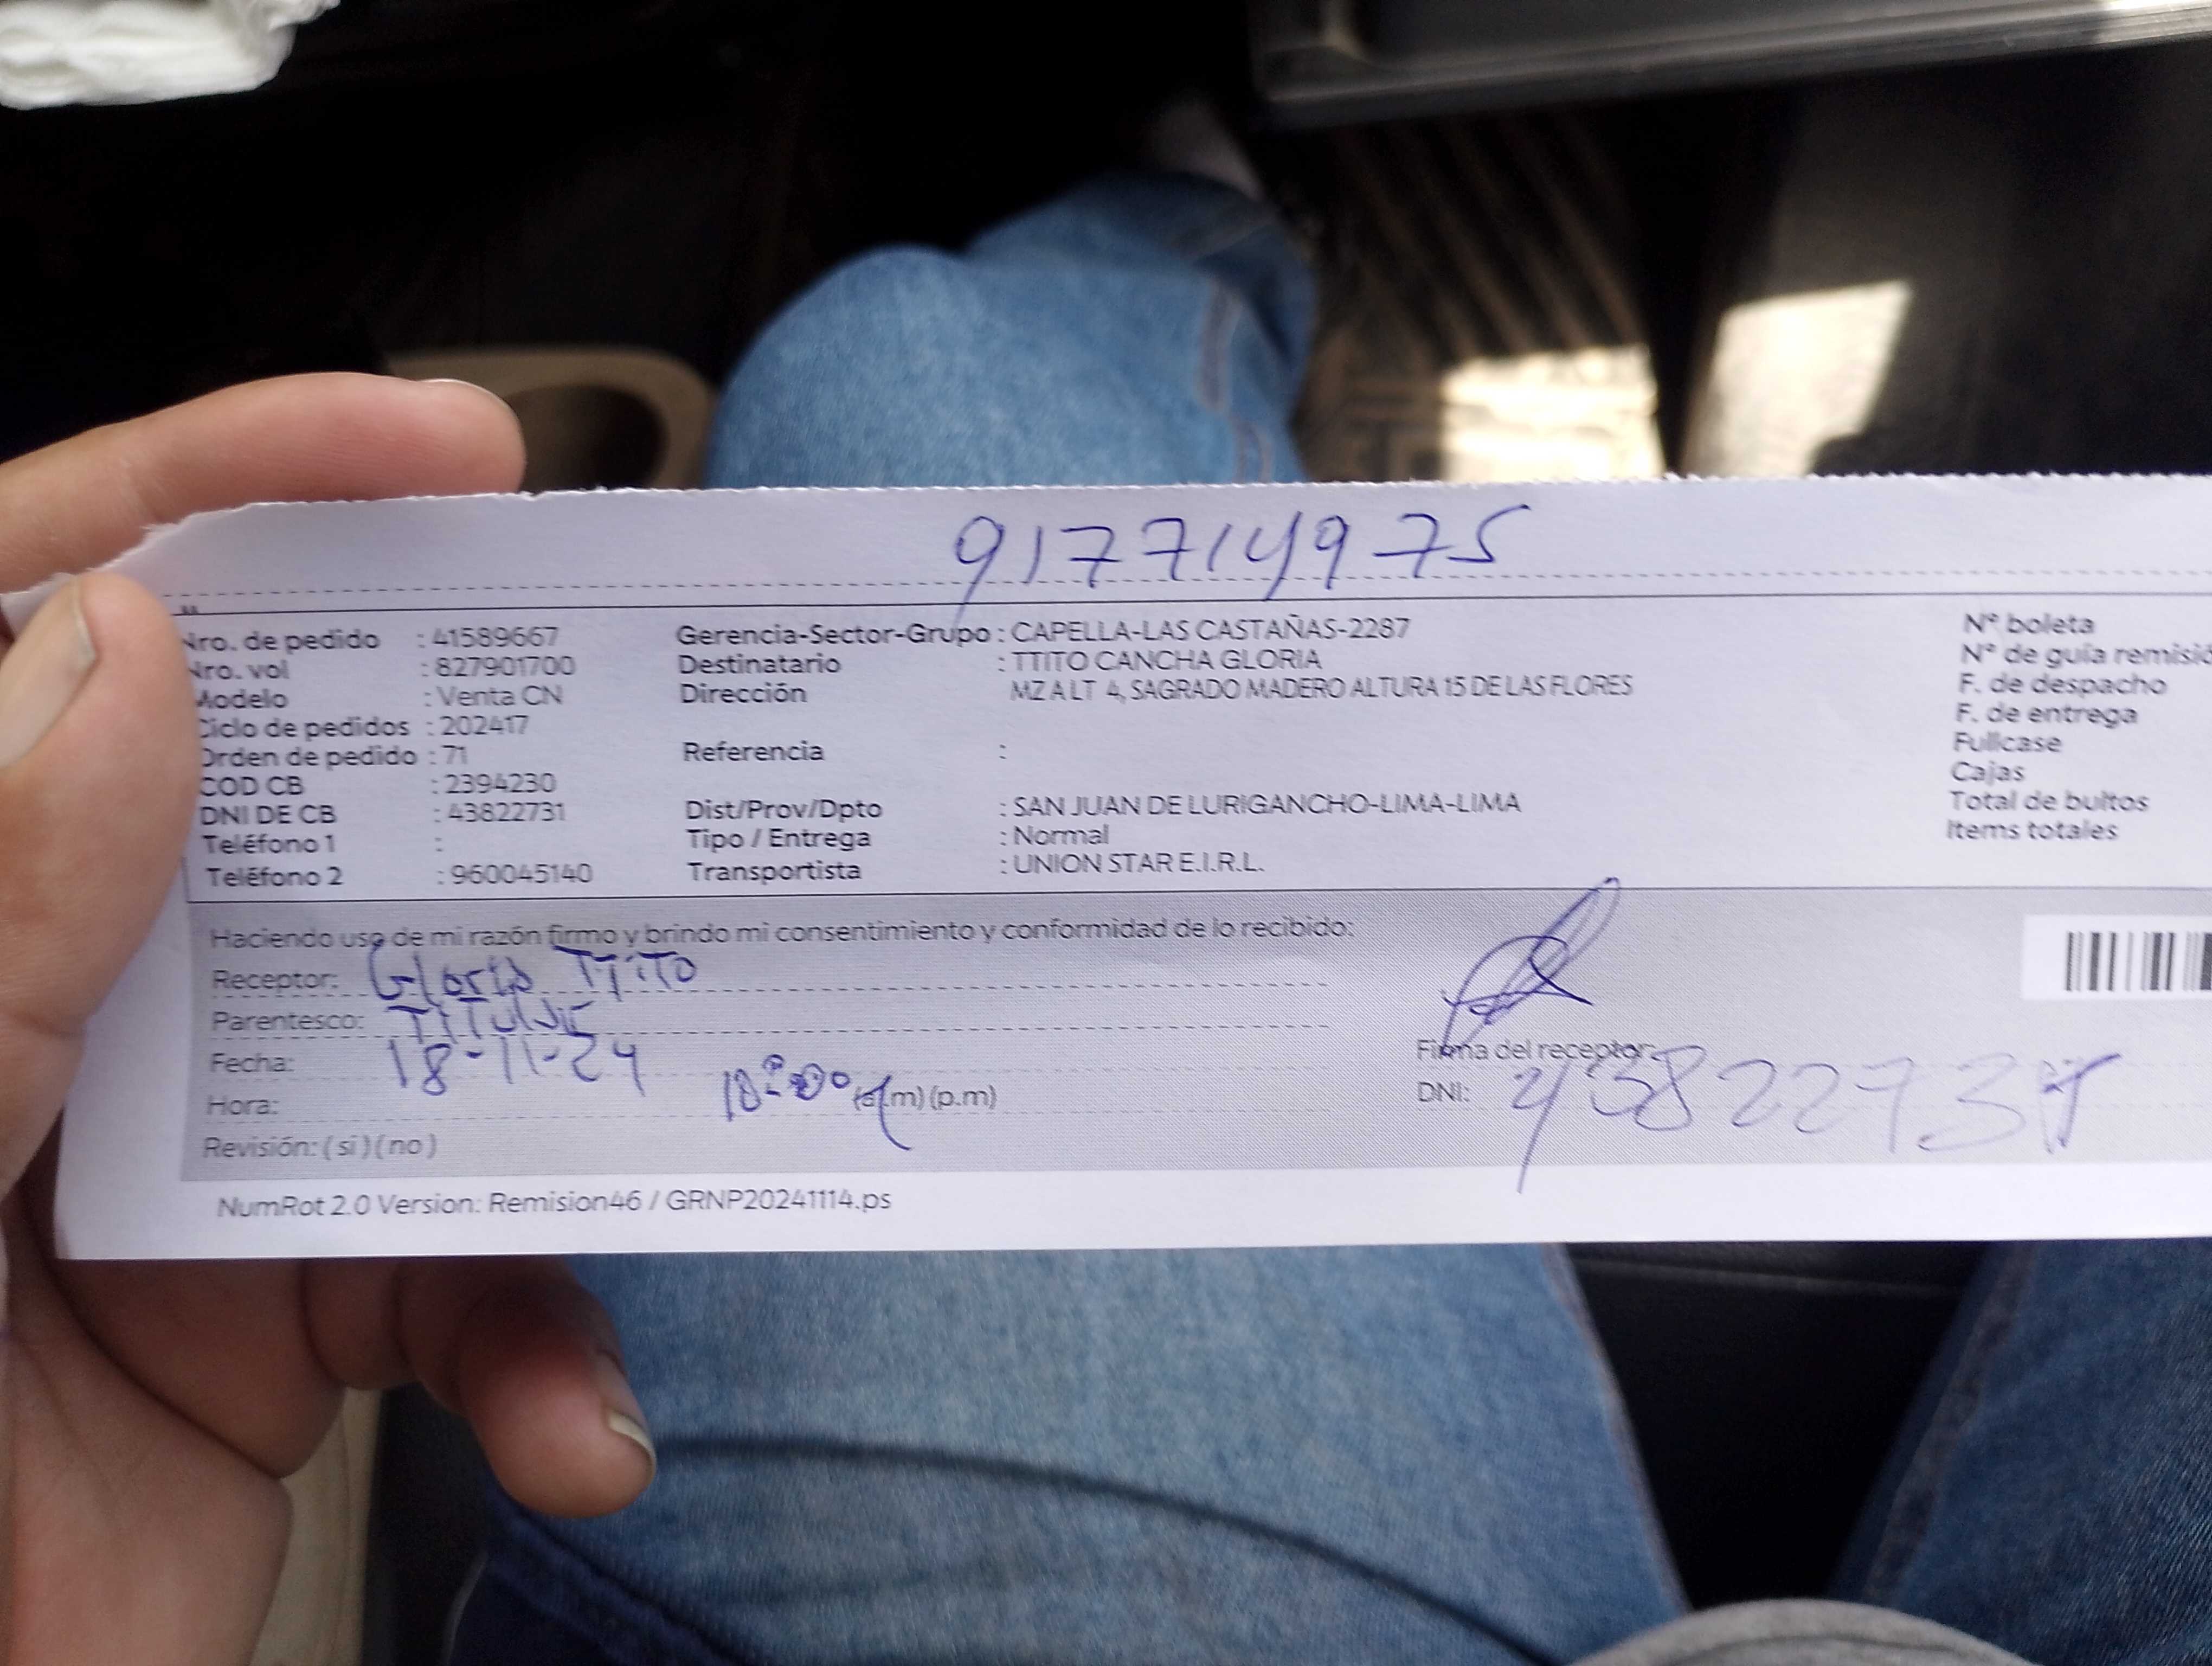 917714975
Nro. de pedido : 41589667 Gerencia-Sector-Grupo : CAPELLA-LAS CASTAÑAS-2287 Nº boleta
Nro. vol : 827901700 Destinatario : TTITO CANCHA GLORIA Nº de guia remisió
Modelo : Venta CN Dirección MZ A LT 4, SAGRADO MADERO ALTURA 15 DE LAS FLORES F. de despacho
Ciclo de pedidos : 202417 F. de entrega
Orden de pedido : 71 Referencia : Fullcase
COD CB : 2394230 Cajas
DNI DE CB : 43822731 Dist/Prov/Dpto : SAN JUAN DE LURIGANCHO-LIMA-LIMA Total de bultos
Teléfono 1 : Tipo / Entrega : Normal Items totales
Teléfono 2 : 960045140 Transportista : UNION STAR E.I.R.L.
Haciendo uso de mi razón firmo y brindo mi consentimiento y conformidad de lo recibido:
Receptor: Gloria TTITO
Parentesco:
Fecha: 18-11-24 Firma del receptor:
Hora: (a.m) (p.m) DNI: 4382273
Revisión: ( si ) ( no )
NumRot 2.0 Version: Remision46 / GRNP20241114.ps